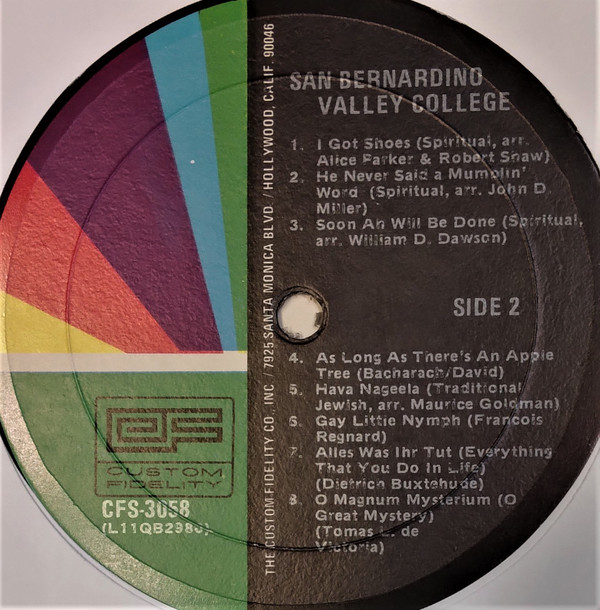 SAN BERNARDINO
VALLEY COLLEGE
1. I Got Shoes (Spiritual, arr.
Alice Parker & Robert Shaw)
2. He Never Said a Mumblin'
Word (Spiritual, arr. John D.
Miller)
3. Soon Ah Will Be Done (Spiritual,
arr. William D. Dawson)
SIDE 2
4. As Long As There's An Apple
Tree (Bacharach/David)
5. Hava Nageela (Traditional
Jewish, arr. Maurice Goldman)
6. Gay Little Nymph (Francois
Regnard)
7. Alles Was Ihr Tut (Everything
That You Do In Life)
(Dietrich Buxtehude)
8. O Magnum Mysterium (O
Great Mystery)
(Tomas L. de
Victoria)
THE CUSTOM FIDELITY CO., INC. / 7925 SANTA MONICA BLVD. / HOLLYWOOD, CALIF. 90046
CUSTOM
FIDELITY
CFS-3058